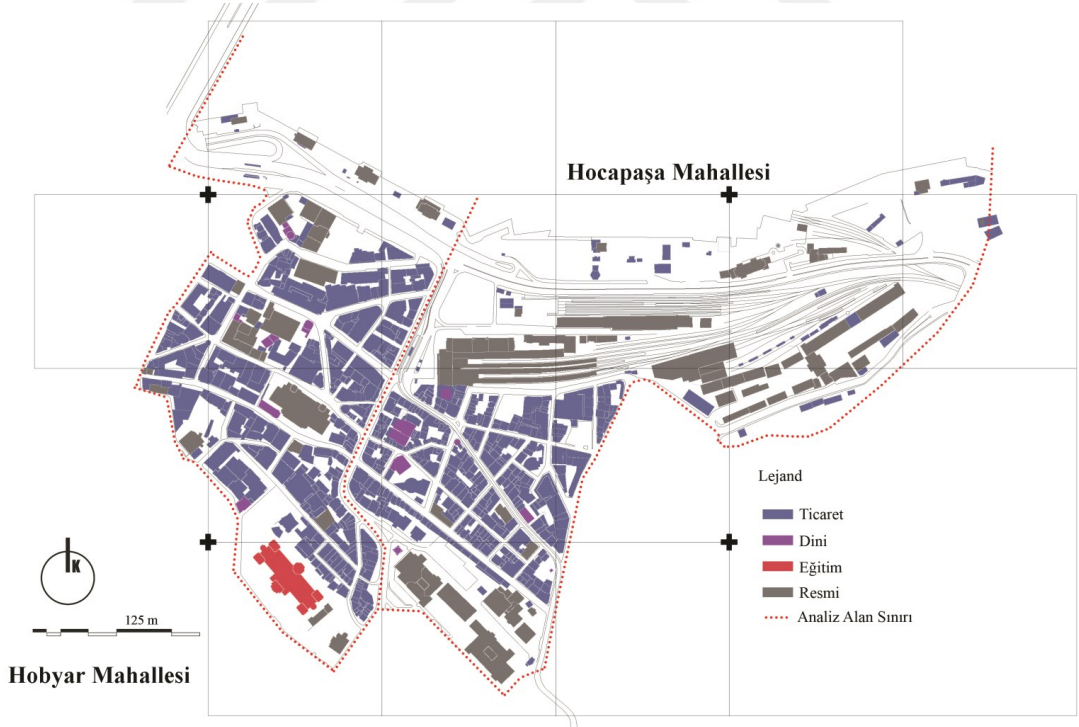 Hocapaşa Mahallesi
Lejand
Ticaret
Dini
Eğitim
Resmi
Analiz Alan Sınırı
K
125 m
Hobyar Mahallesi